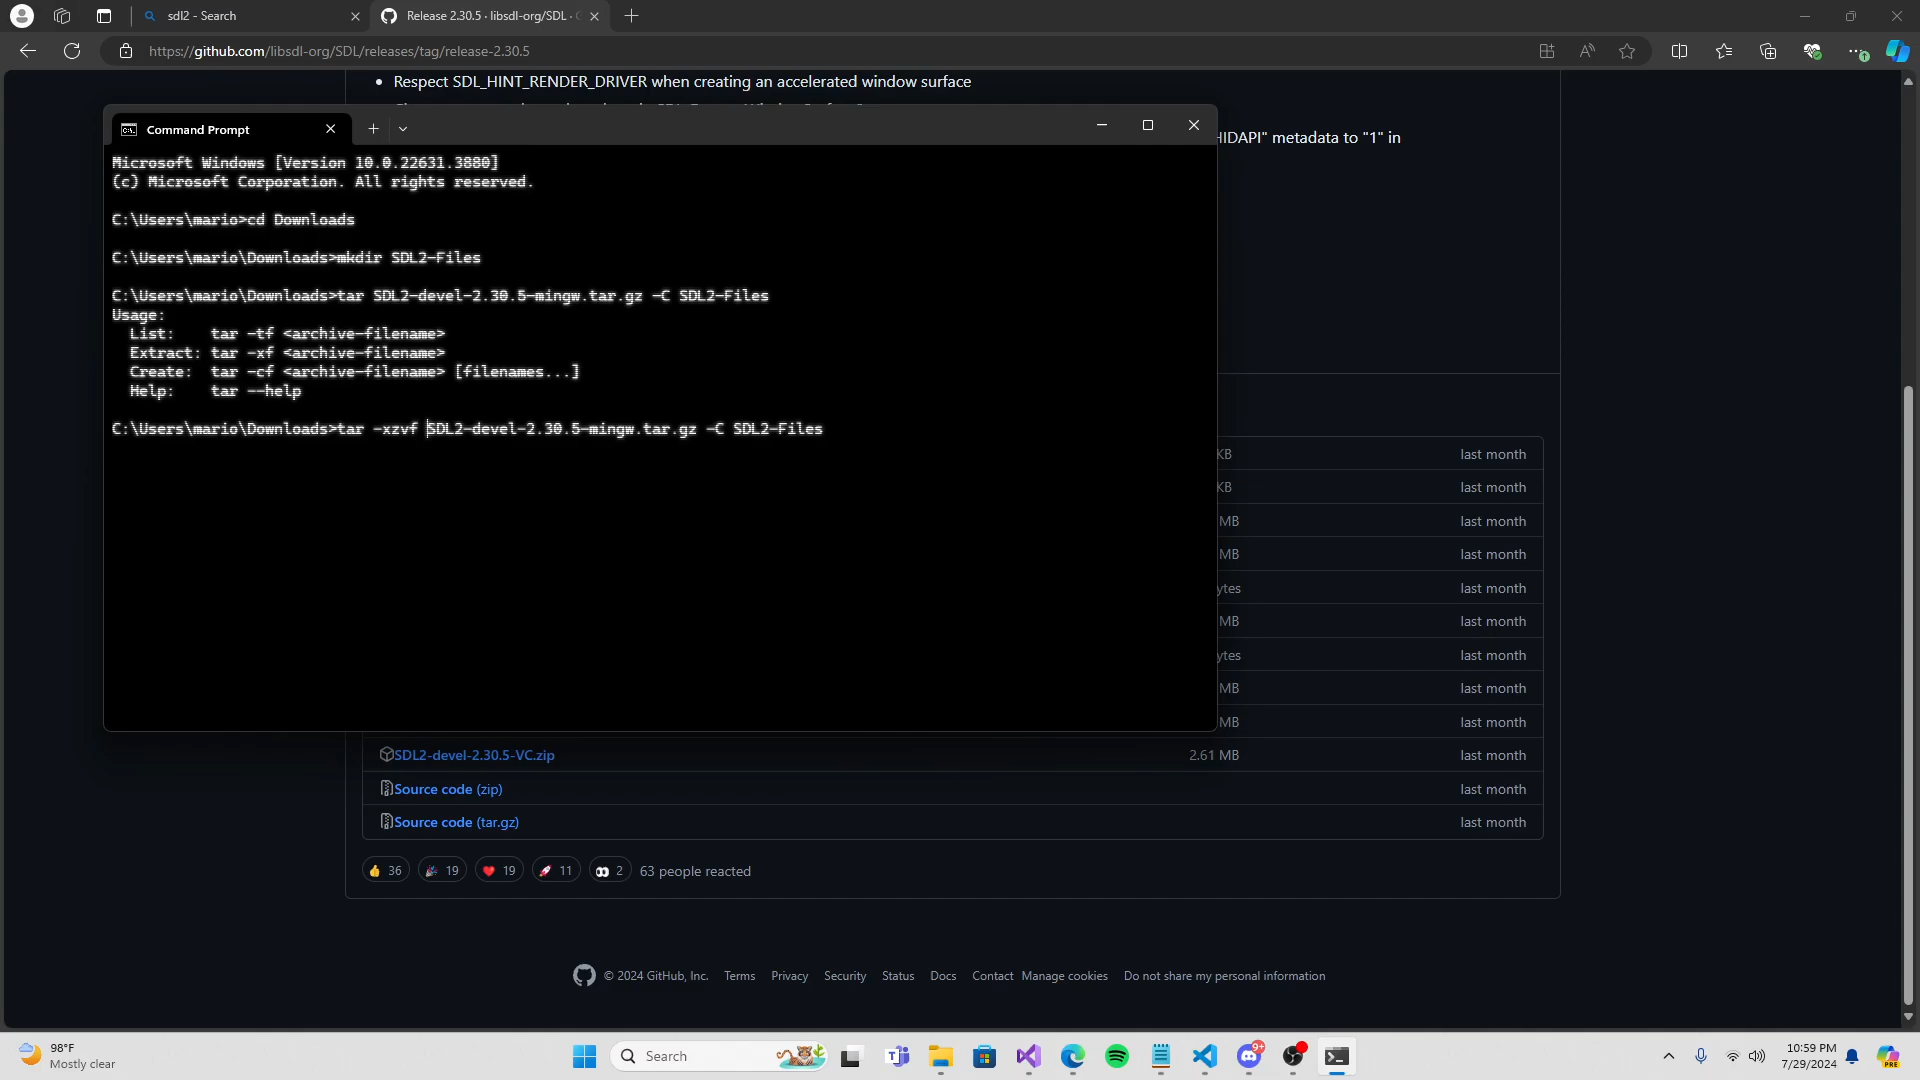 sdl2 - Search
Release 2.30.5 · libsdl-org/SDL ·
https://github.com/libsdl-org/SDL/releases/tag/release-2.30.5
Respect SDL_HINT_RENDER_DRIVER when creating an accelerated window surface
HIDAPI" metadata to "1" in
Command Prompt
Microsoft Windows [Version 10.0.22631.3880]
(c) Microsoft Corporation. All rights reserved.
C:\Users\mario>cd Downloads
C:\Users\mario\Downloads>mkdir SDL2-Files
C:\Users\mario\Downloads>tar SDL2-devel-2.30.5-mingw.tar.gz -C SDL2-Files
Usage:
List:    tar -tf <archive-filename>
Extract: tar -xf <archive-filename>
Create:  tar -cf <archive-filename> [filenames...]
Help:    tar --help
C:\Users\mario\Downloads>tar -xzvf SDL2-devel-2.30.5-mingw.tar.gz -C SDL2-Files
KB last month
KB last month
MB last month
MB last month
ytes last month
MB last month
ytes last month
MB last month
MB last month
SDL2-devel-2.30.5-VC.zip 2.61 MB last month
Source code (zip) last month
Source code (tar.gz) last month
36 19 19 11 2 63 people reacted
© 2024 GitHub, Inc. Terms Privacy Security Status Docs Contact Manage cookies Do not share my personal information
98°F
Mostly clear
Search
9+
10:59 PM
7/29/2024
PRE